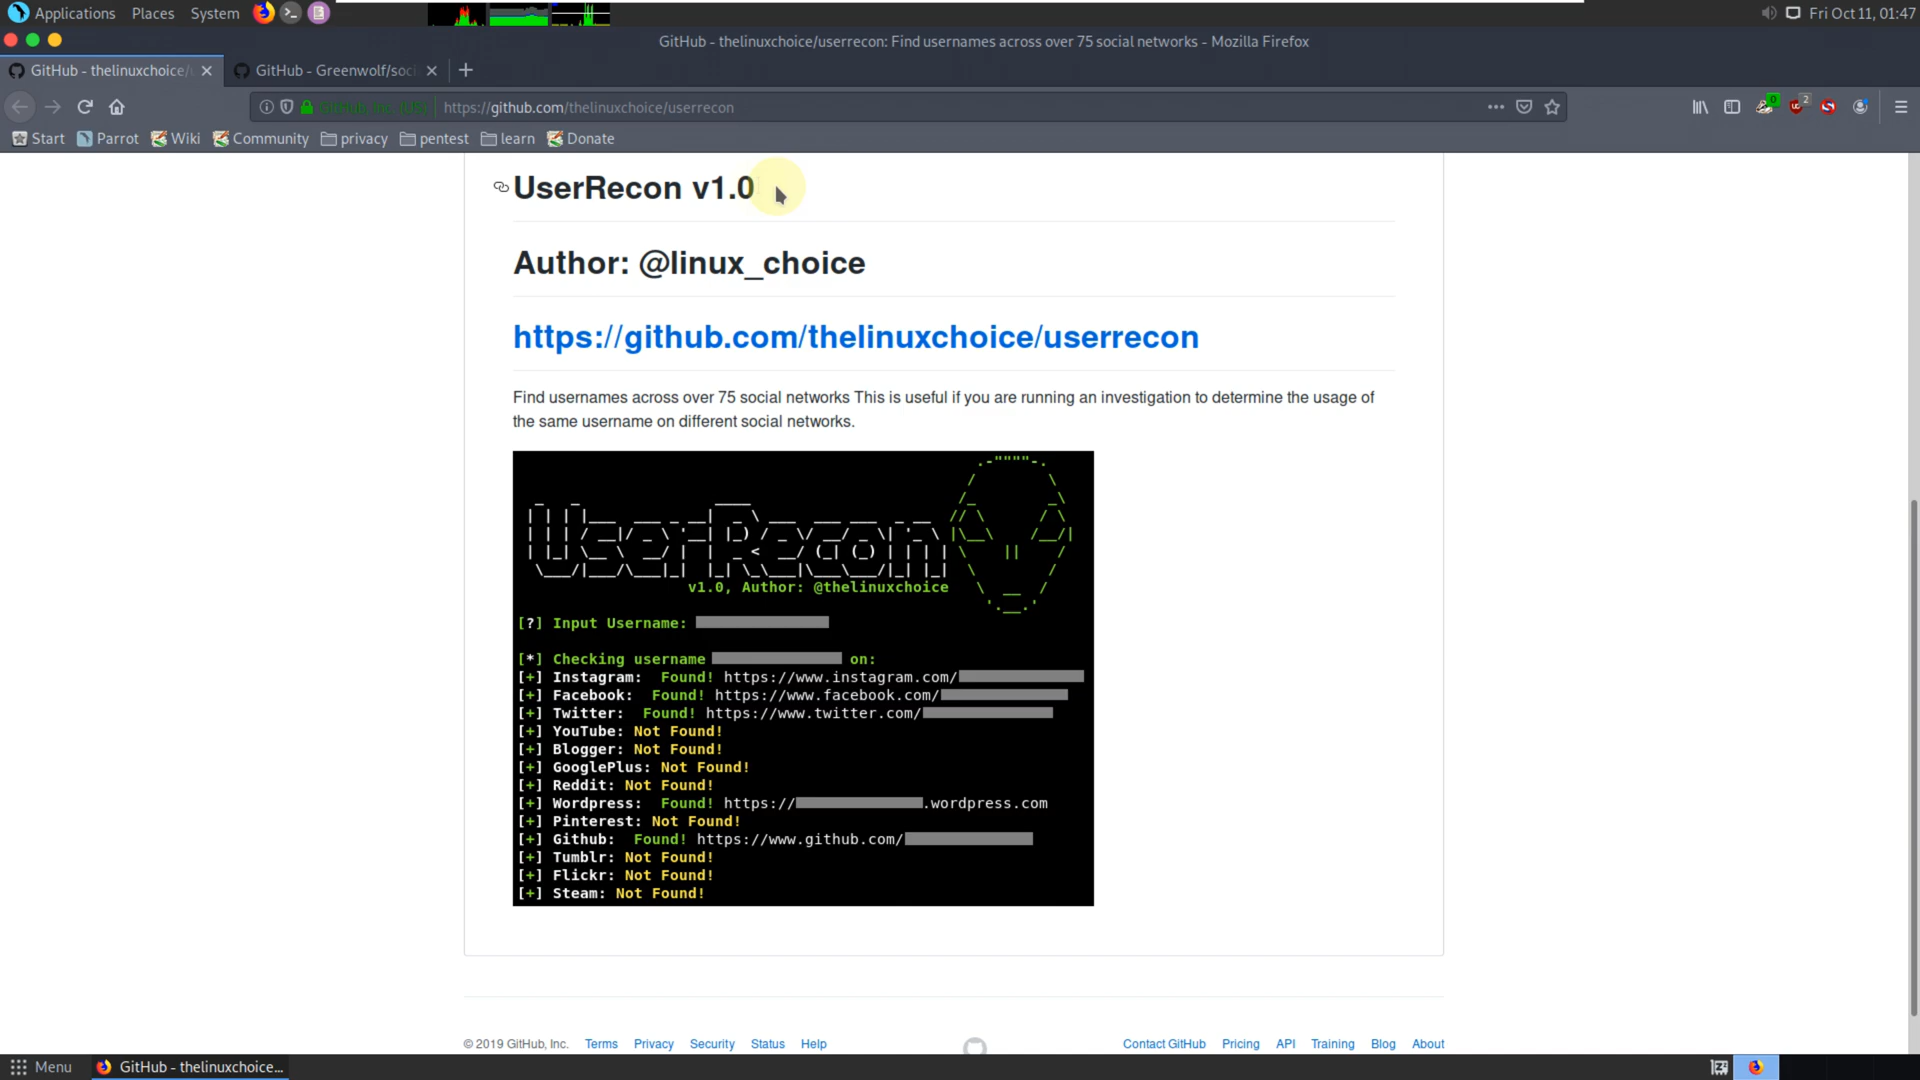 Applications Places System
Fri Oct 11, 01:47
GitHub - thelinuxchoice/userrecon: Find usernames across over 75 social networks - Mozilla Firefox
GitHub - thelinuxchoice/
GitHub - Greenwolf/soci
GitHub, Inc. (US) https://github.com/thelinuxchoice/userrecon
0 2
Start Parrot Wiki Community privacy pentest learn Donate
UserRecon v1.0
Author: @linux_choice
https://github.com/thelinuxchoice/userrecon
Find usernames across over 75 social networks This is useful if you are running an investigation to determine the usage of
the same username on different social networks.
UserRecon
v1.0, Author: @thelinuxchoice
[?] Input Username:
[*] Checking username on:
[+] Instagram: Found! https://www.instagram.com/
[+] Facebook: Found! https://www.facebook.com/
[+] Twitter: Found! https://www.twitter.com/
[+] YouTube: Not Found!
[+] Blogger: Not Found!
[+] GooglePlus: Not Found!
[+] Reddit: Not Found!
[+] Wordpress: Found! https:// .wordpress.com
[+] Pinterest: Not Found!
[+] Github: Found! https://www.github.com/
[+] Tumblr: Not Found!
[+] Flickr: Not Found!
[+] Steam: Not Found!
© 2019 GitHub, Inc. Terms Privacy Security Status Help
Contact GitHub Pricing API Training Blog About
Menu GitHub - thelinuxchoice...